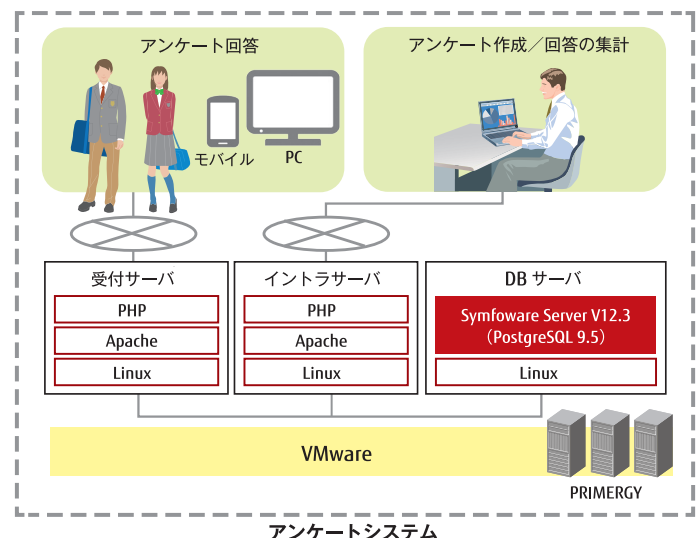 アンケート回答
モバイル
PC
アンケート作成/回答の集計
受付サーバ
PHP
Apache
Linux
イントラサーバ
PHP
Apache
Linux
DB サーバ
Symfoware Server V12.3
(PostgreSQL 9.5)
Linux
VMware
PRIMERGY
アンケートシステム